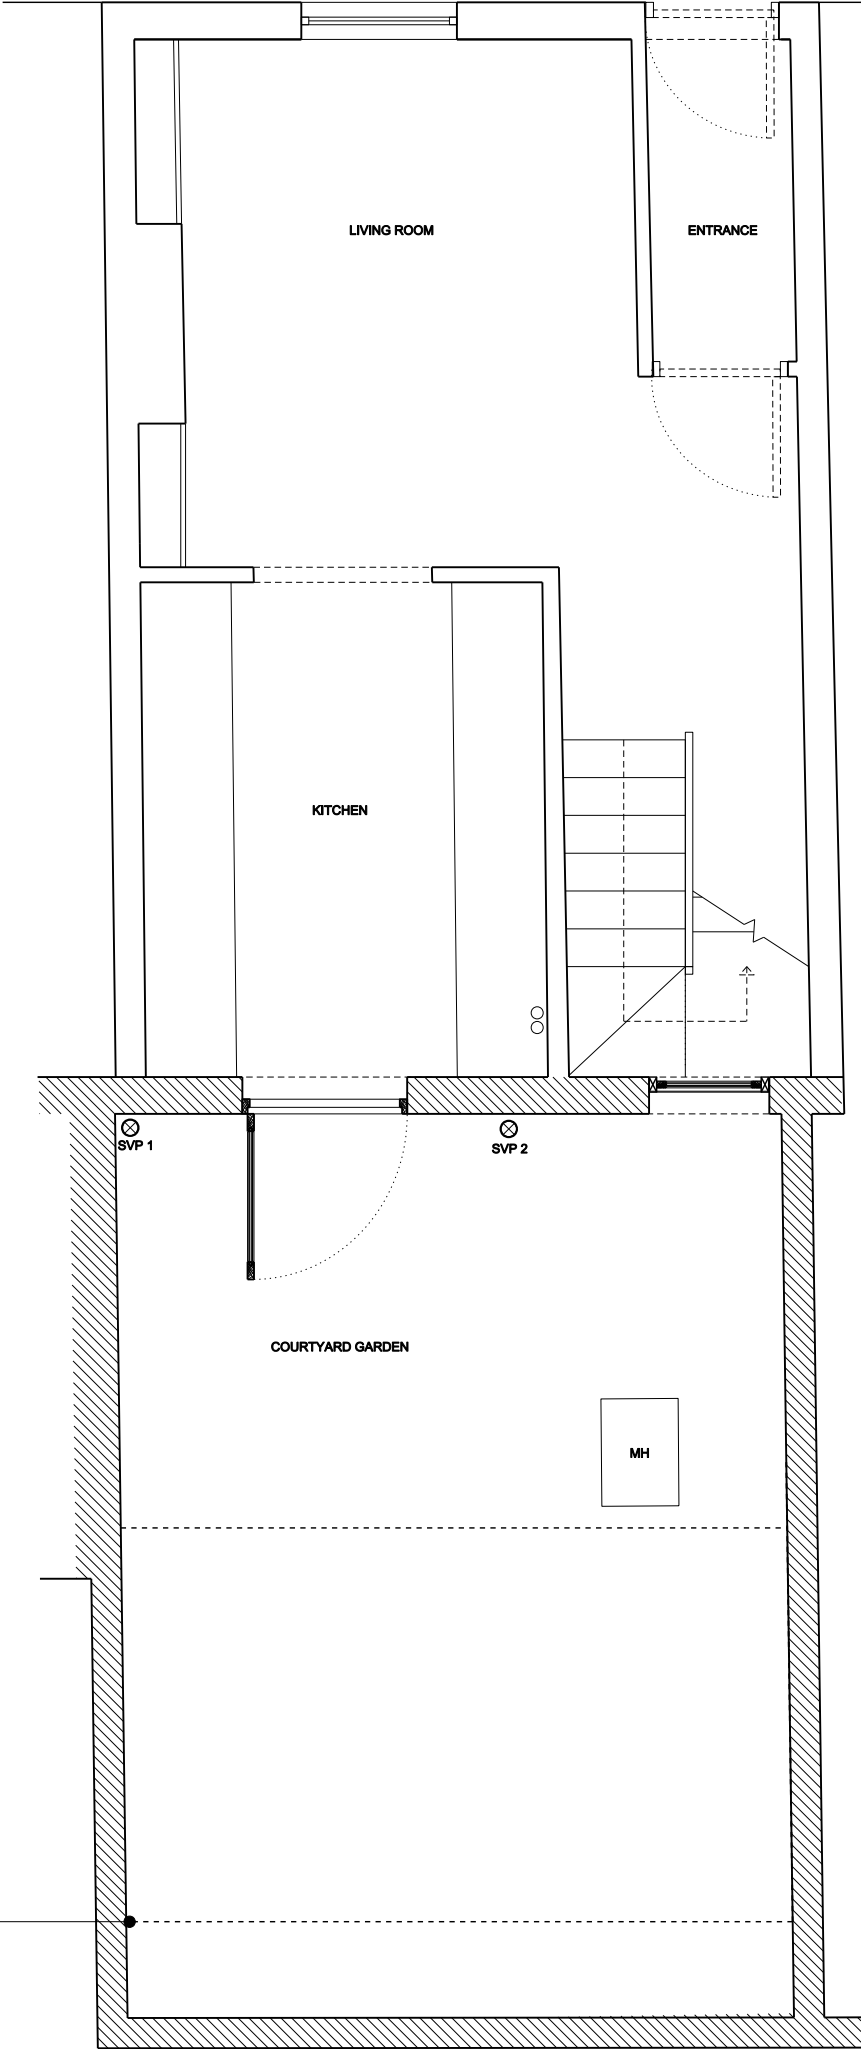 LIVING ROOM
ENTRANCE
KITCHEN
SVP 1
SVP 2
COURTYARD GARDEN
MH